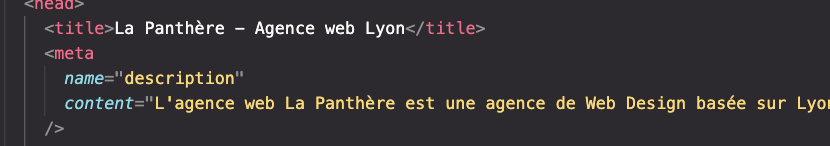 <head>
<title>La Panthère - Agence web Lyon</title>
<meta
name="description"
content="L'agence web La Panthère est une agence de Web Design basée sur Lyon
/>